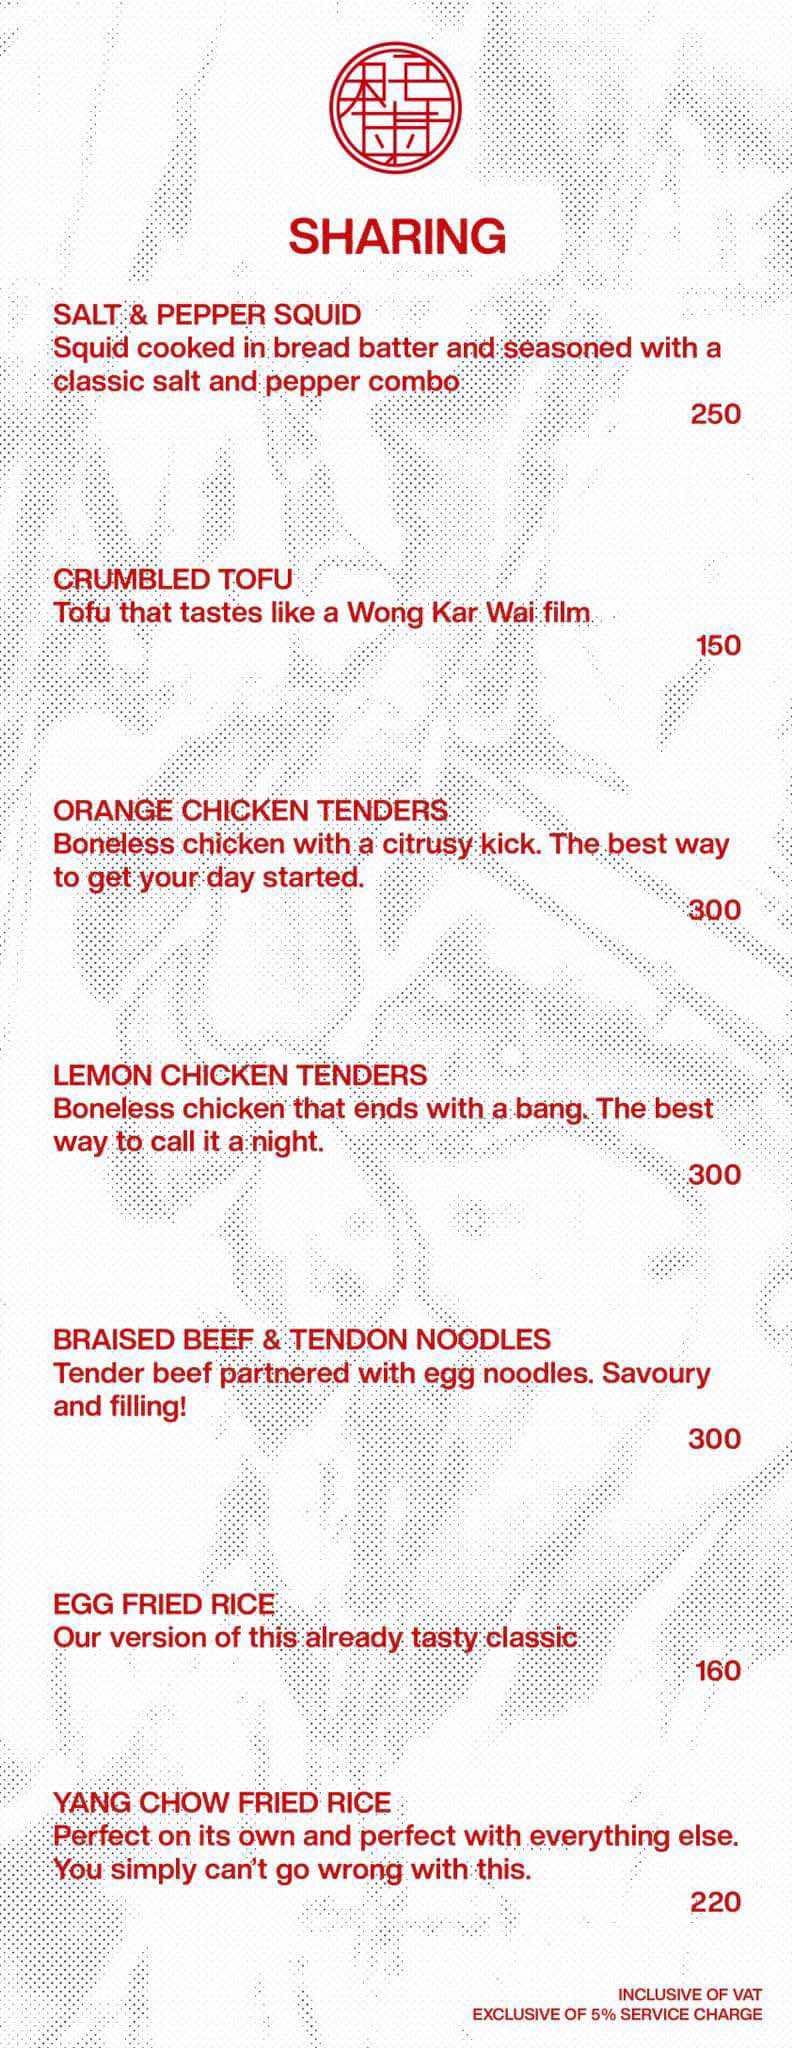 SHARING
SALT & PEPPER SQUID
Squid cooked in bread batter and seasoned with a
classic salt and pepper combo
250
CRUMBLED TOFU
Tofu that tastes like a Wong Kar Wai film
150
ORANGE CHICKEN TENDERS
Boneless chicken with a citrusy kick. The best way
to get your day started.
300
LEMON CHICKEN TENDERS
Boneless chicken that ends with a bang. The best
way to call it a night.
300
BRAISED BEEF & TENDON NOODLES
Tender beef partnered with egg noodles. Savoury
and filling!
300
EGG FRIED RICE
Our version of this already tasty classic
160
YANG CHOW FRIED RICE
Perfect on its own and perfect with everything else.
You simply can't go wrong with this.
220
INCLUSIVE OF VAT
EXCLUSIVE OF 5% SERVICE CHARGE